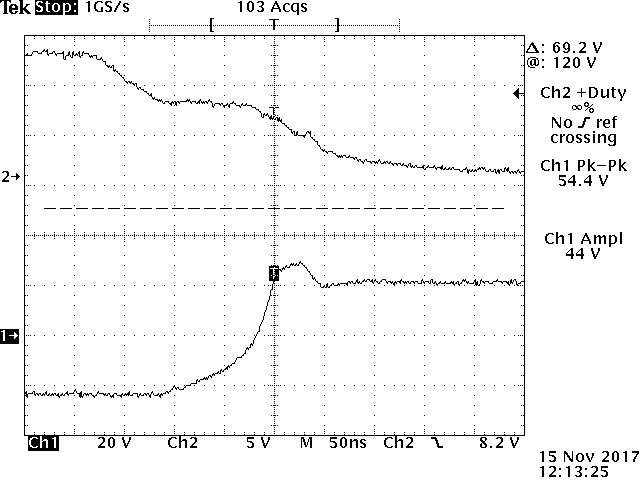 Tek Stop: 1GS/s 103 Acqs
[ T ]
Δ: 69.2 V
@: 120 V
Ch2 +Duty
∞%
No ʃ ref
crossing
2→
Ch1 Pk-Pk
54.4 V
Ch1 Ampl
44 V
T
1→
Ch1 20 V Ch2 5 V M 50ns Ch2 ʅ 8.2 V
15 Nov 2017
12:13:25